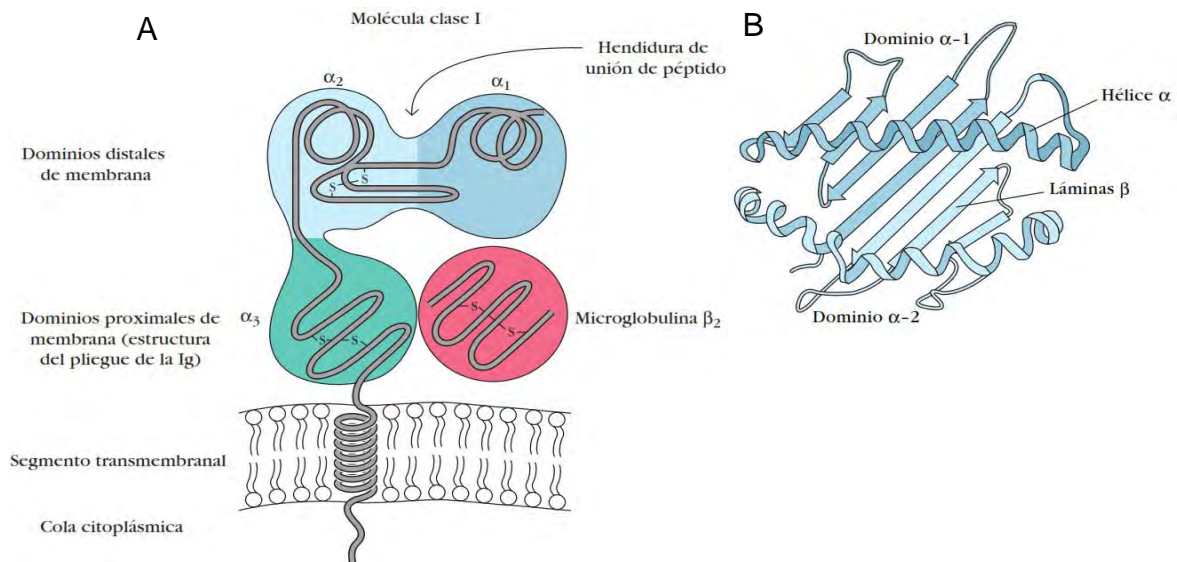 A
Molécula clase I
Hendidura de
unión de péptido
α2
α1
Dominios distales
de membrana
S
S
Dominios proximales de
membrana (estructura
del pliegue de la Ig)
α3
S
S
S
S
Microglobulina β2
Segmento transmembranal
Cola citoplásmica
B
Dominio α-1
Hélice α
Láminas β
Dominio α-2